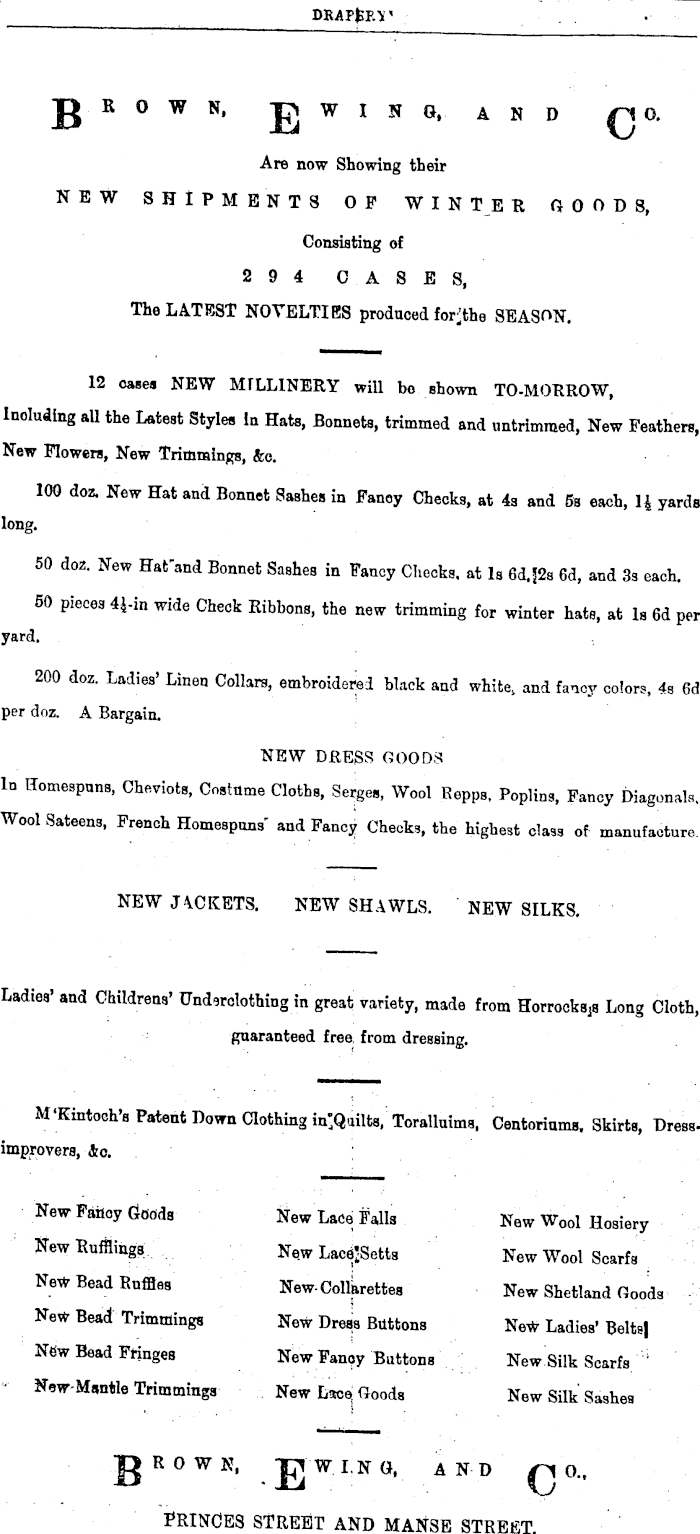 DRAPERY
BROWN, EWING, AND CO.
Are now Showing their
NEW SHIPMENTS OF WINTER GOODS,
Consisting of
294 CASES,
The LATEST NOVELTIES produced for the SEASON.
12 cases NEW MILLINERY will be shown TO-MORROW,
Including all the Latest Styles in Hats, Bonnets, trimmed and untrimmed, New Feathers,
New Flowers, New Trimmings, &c.
100 doz. New Hat and Bonnet Sashes in Fancy Checks, at 4s and 5s each, 1½ yards
long.
50 doz. New Hat and Bonnet Sashes in Fancy Checks, at 1s 6d, 2s 6d, and 3s each.
50 pieces 4½-in wide Check Ribbons, the new trimming for winter hats, at 1s 6d per
yard.
200 doz. Ladies' Linen Collars, embroidered black and white, and fancy colors, 4s 6d
per doz. A Bargain.
NEW DRESS GOODS
In Homespuns, Cheviots, Costume Cloths, Serges, Wool Repps, Poplins, Fancy Diagonals,
Wool Sateens, French Homespuns and Fancy Checks, the highest class of manufacture.
NEW JACKETS. NEW SHAWLS. NEW SILKS.
Ladies' and Childrens' Underclothing in great variety, made from Horrocks's Long Cloth,
guaranteed free from dressing.
M'Kintoch's Patent Down Clothing in Quilts, Toralluims, Centoriums, Skirts, Dress-
improvers, &c.
New Fancy Goods
New Rufflings
New Bead Ruffles
New Bead Trimmings
New Bead Fringes
New Mantle Trimmings
New Lace Falls
New Lace Setts
New Collarettes
New Dress Buttons
New Fancy Buttons
New Lace Goods
New Wool Hosiery
New Wool Scarfs
New Shetland Goods
New Ladies' Belts
New Silk Scarfs
New Silk Sashes
BROWN, EWING, AND CO.,
PRINCES STREET AND MANSE STREET.